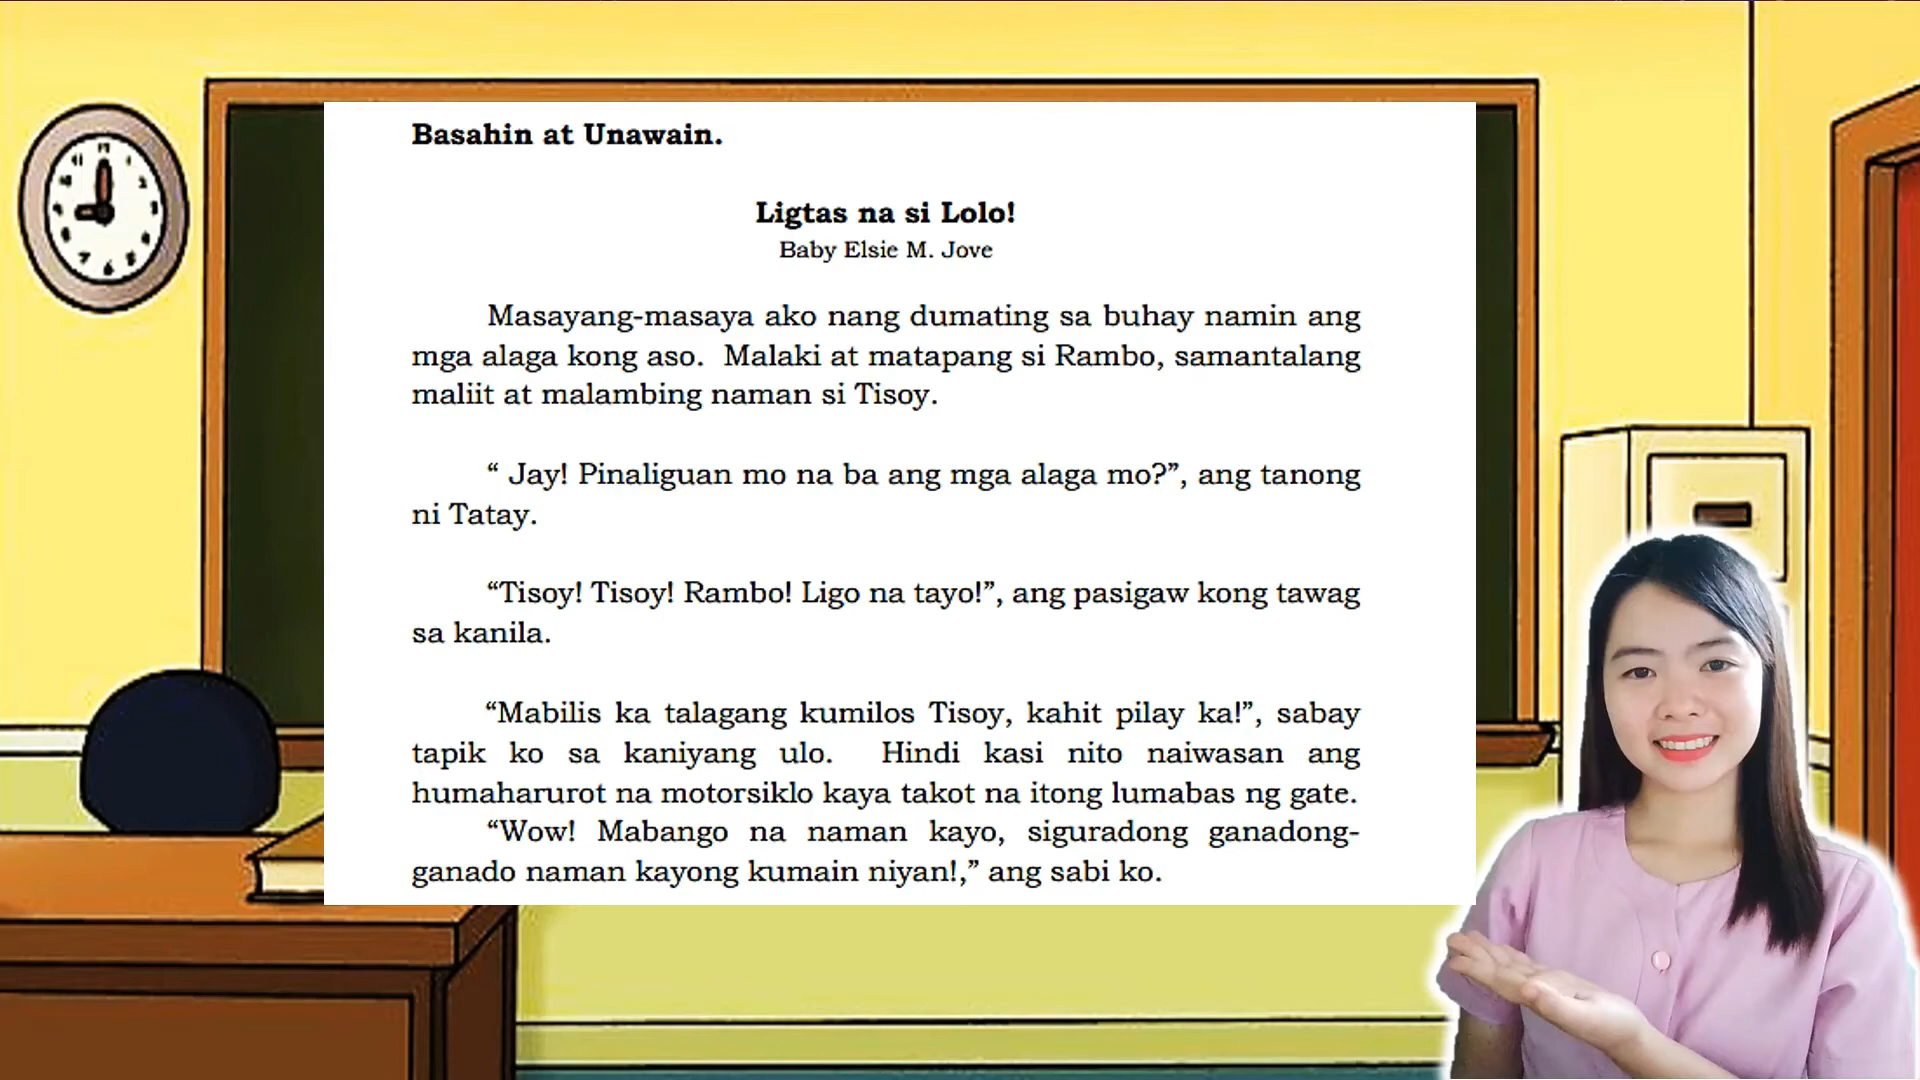 Basahin at Unawain.
Ligtas na si Lolo!
Baby Elsie M. Jove
Masayang-masaya ako nang dumating sa buhay namin ang
mga alaga kong aso. Malaki at matapang si Rambo, samantalang
maliit at malambing naman si Tisoy.
“ Jay! Pinaliguan mo na ba ang mga alaga mo?”, ang tanong
ni Tatay.
“Tisoy! Tisoy! Rambo! Ligo na tayo!”, ang pasigaw kong tawag
sa kanila.
“Mabilis ka talagang kumilos Tisoy, kahit pilay ka!”, sabay
tapik ko sa kaniyang ulo. Hindi kasi nito naiwasan ang
humaharurot na motorsiklo kaya takot na itong lumabas ng gate.
“Wow! Mabango na naman kayo, siguradong ganadong-
ganado naman kayong kumain niyan!,” ang sabi ko.